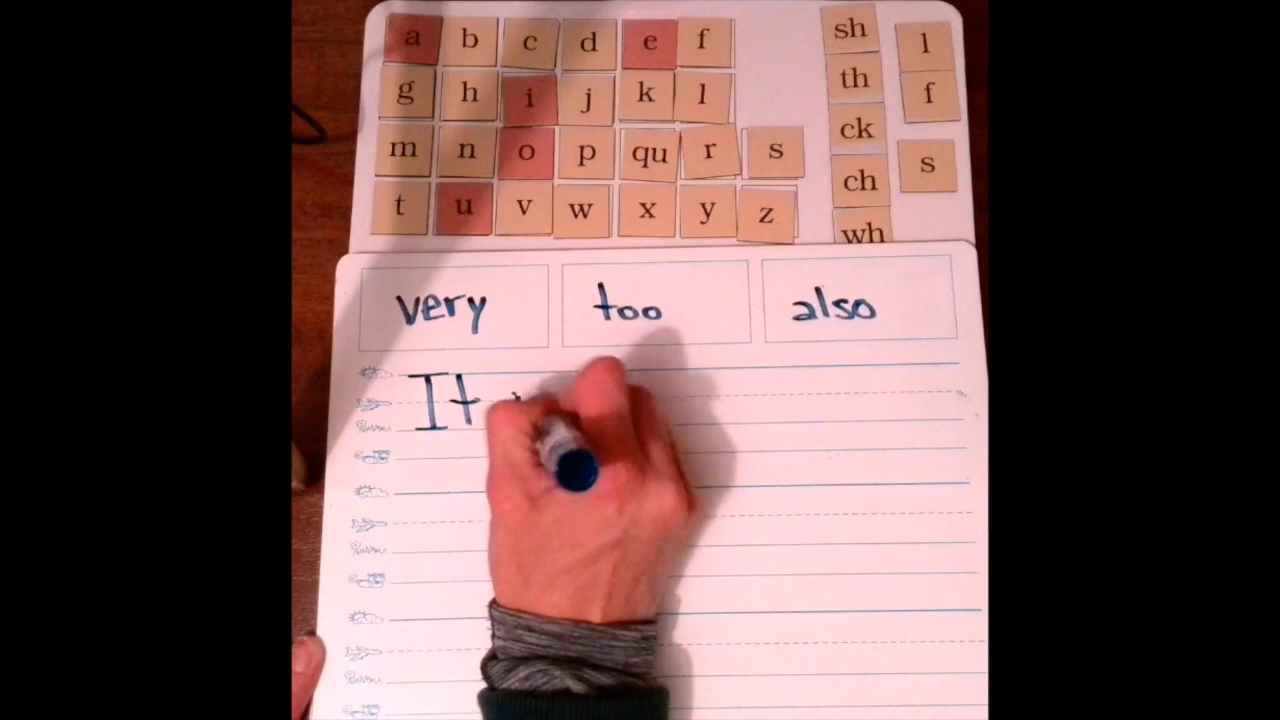 a b c d e f
g h i j k l
m n o p qu r s
t u v w x y z
sh
th
ck
ch
wh
l
f
s
very too also
It